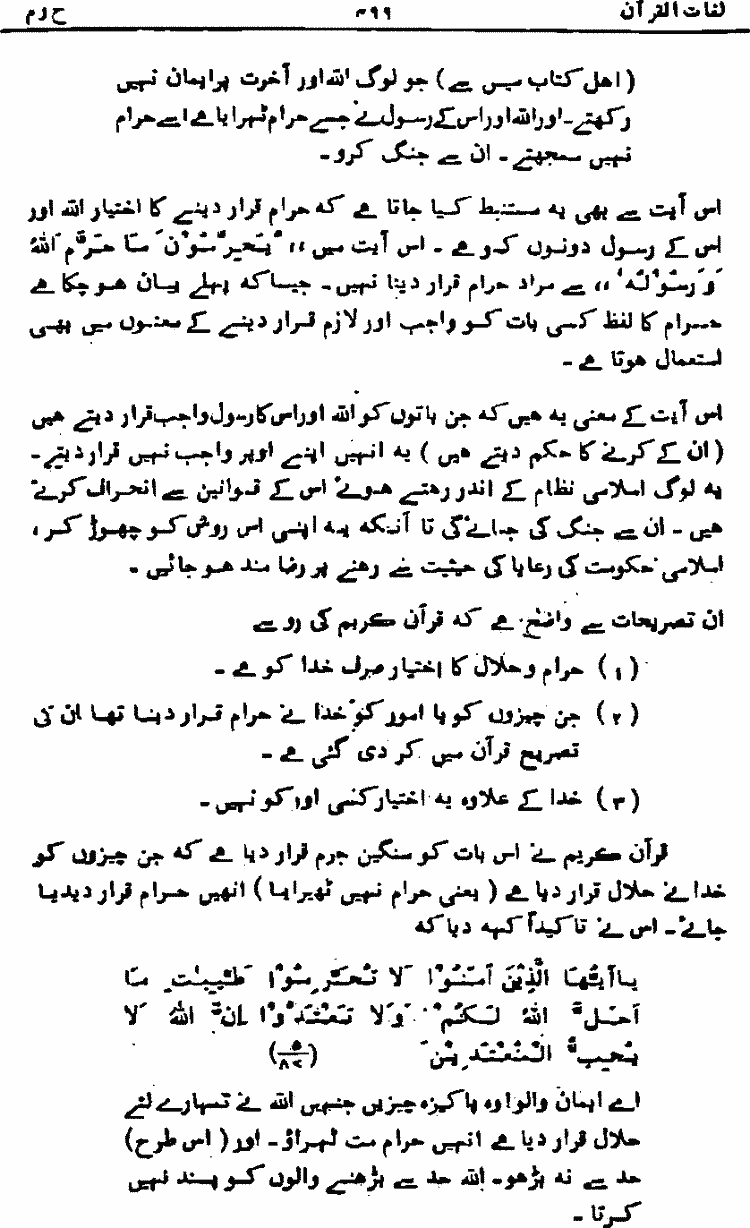 لغات القرآن ۴۹۹ ح ر م
(اهل کتاب میں سے) جو لوگ اللہ اور آخرت پر ایمان نہیں
رکھتے۔ اور اللہ اور اس کے رسول نے جسے حرام ٹھہرایا ہے اسے حرام
نہیں سمجھتے۔ ان سے جنگ کرو۔
اس آیت سے بھی یہ مستنبط کیا جاتا ہے کہ حرام قرار دینے کا اختیار اللہ اور
اس کے رسول دونوں کو ہے۔ اس آیت میں ،،یُحَرِّمُوْنَ مَا حَرَّمَ اللہُ
وَ رَسُوْلُہٗ،، سے مراد حرام قرار دینا نہیں۔ جیسا کہ پہلے بیان ہو چکا ہے
حرام کا لفظ کسی بات کو واجب اور لازم قرار دینے کے معنوں میں بھی
استعمال ہوتا ہے۔
اس آیت کے معنی یہ ہیں کہ جن باتوں کو اللہ اور اس کا رسول واجب قرار دیتے ہیں
(ان کے کرنے کا حکم دیتے ہیں) یہ انہیں اپنے اوپر واجب نہیں قرار دیتے۔
یہ لوگ اسلامی نظام کے اندر رہتے ہوئے اس کے قوانین سے انحراف کرتے
ہیں۔ ان سے جنگ کی جائے گی تا آنکہ یہ اپنی اس روش کو چھوڑ کر،
اسلامی حکومت کی رعایا کی حیثیت سے رہنے پر رضا مند ہو جائیں۔
ان تصریحات سے واضح ہے کہ قرآن کریم کی رو سے
(۱) حرام و حلال کا اختیار صرف خدا کو ہے۔
(۲) جن چیزوں کو یا امور کو خدا نے حرام قرار دینا تھا ان کی
تصریح قرآن میں کر دی گئی ہے۔
(۳) خدا کے علاوہ یہ اختیار کسی اور کو نہیں۔
قرآن کریم نے اس بات کو سنگین جرم قرار دیا ہے کہ جن چیزوں کو
خدا نے حلال قرار دیا ہے (یعنی حرام نہیں ٹھیرایا) انھیں حرام قرار دیدیا
جائے۔ اس نے تاکیداً کہہ دیا کہ
یٰاَیُّهَا الَّذِیْنَ اٰمَنُوْا لَا تُحَرِّمُوْا طَیِّبٰتِ مَا
اَحَلَّ اللہُ لَکُمْ وَلَا تَعْتَدُوْا اِنَّ اللہَ لَا
یُحِبُّ الْمُعْتَدِیْنَ (۵/۸۷)
اے ایمان والو! وہ پاکیزہ چیزیں جنہیں اللہ نے تمہارے لئے
حلال قرار دیا ہے انہیں حرام مت ٹھہراؤ۔ اور (اس طرح)
حد سے نہ بڑھو۔ اللہ حد سے بڑھنے والوں کو پسند نہیں
کرتا۔